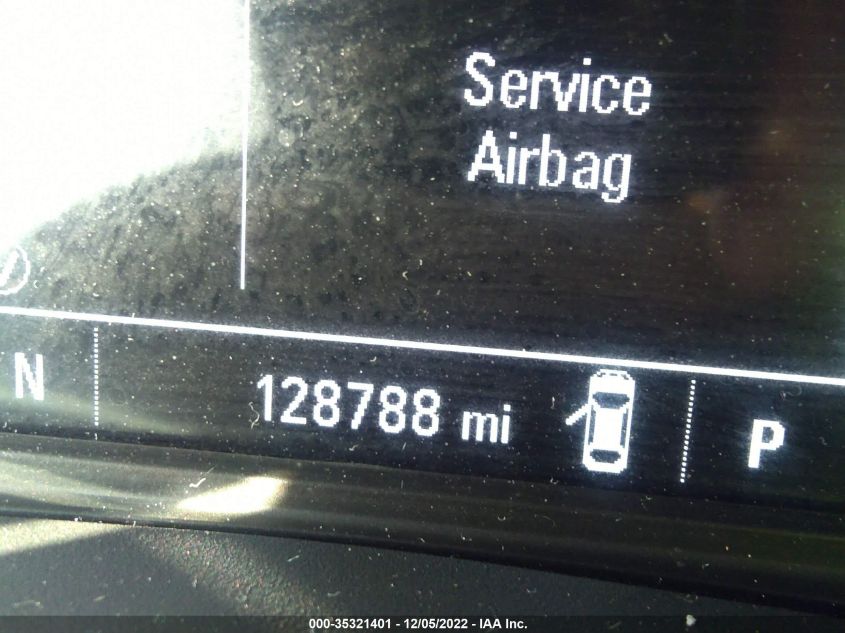 Service
Airbag
N
128788 mi
P
000-35321401 - 12/05/2022 - IAA Inc.